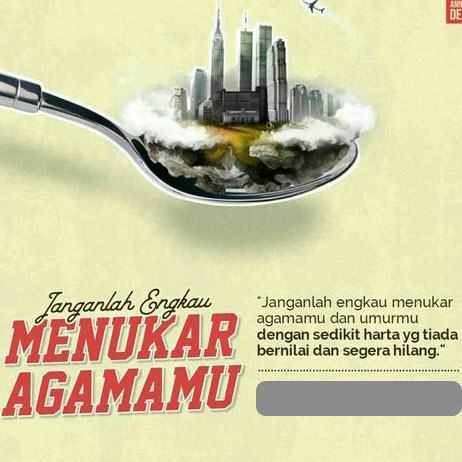 Janganlah Engkau
MENUKAR
AGAMAMU
"Janganlah engkau menukar
agamamu dan umurmu
dengan sedikit harta yg tiada
bernilai dan segera hilang."